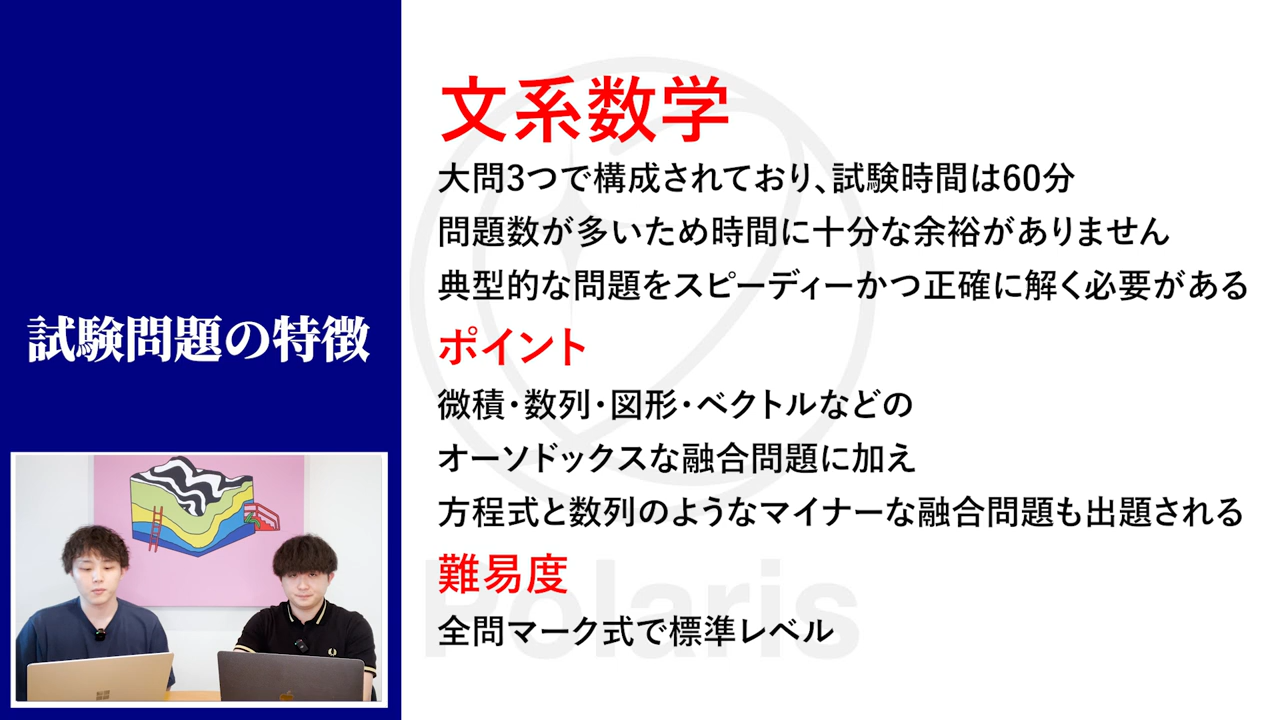 試験問題の特徴
文系数学
大問3つで構成されており、試験時間は60分
問題数が多いため時間に十分な余裕がありません
典型的な問題をスピーディーかつ正確に解く必要がある
ポイント
微積・数列・図形・ベクトルなどの
オーソドックスな融合問題に加え
方程式と数列のようなマイナーな融合問題も出題される
難易度
全問マーク式で標準レベル
Polaris